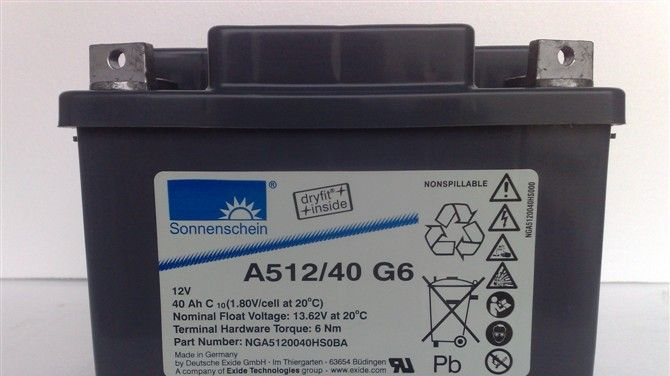 Sonnenschein ®
dryfit®
inside
NONSPILLABLE
NGA5120040HS000
A512/40 G6
12V
40 Ah C 10 (1.80V/cell at 20°C)
Nominal Float Voltage: 13.62V at 20°C
Terminal Hardware Torque: 6 Nm
Part Number: NGA5120040HS0BA
Made in Germany
by Deutsche Exide GmbH · Im Thiergarten · 63654 Büdingen
A company of Exide Technologies group - www.exide.com
Pb